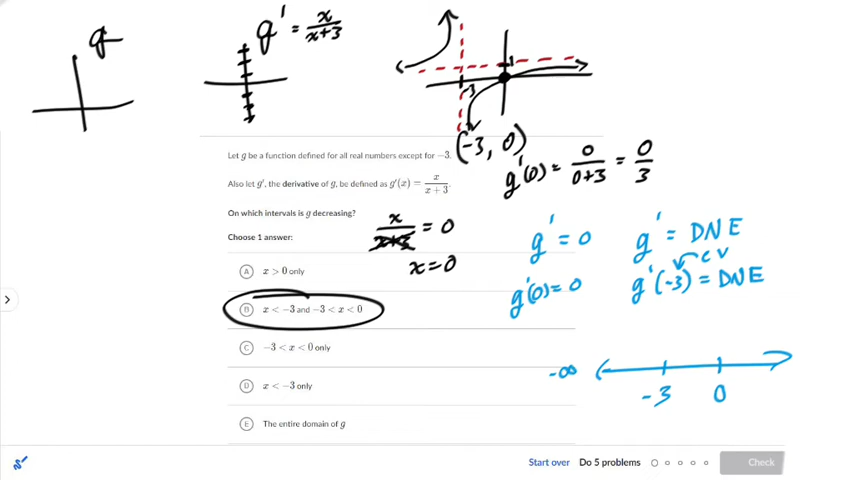 g
g' = x/(x+3)
1
-3
(-3, 0)
g'(0) = 0/(0+3) = 0/3
Let g be a function defined for all real numbers except for −3.
Also let g′, the derivative of g, be defined as g′(x) = x/(x + 3).
On which intervals is g decreasing?
Choose 1 answer:
x/(x+3) = 0
x=0
g' = 0
g' = DNE
CV
g'(0) = 0
g'(-3) = DNE
A x > 0 only
B x < −3 and −3 < x < 0
C −3 < x < 0 only
D x < −3 only
E The entire domain of g
-∞
-3 0
Start over Do 5 problems Check